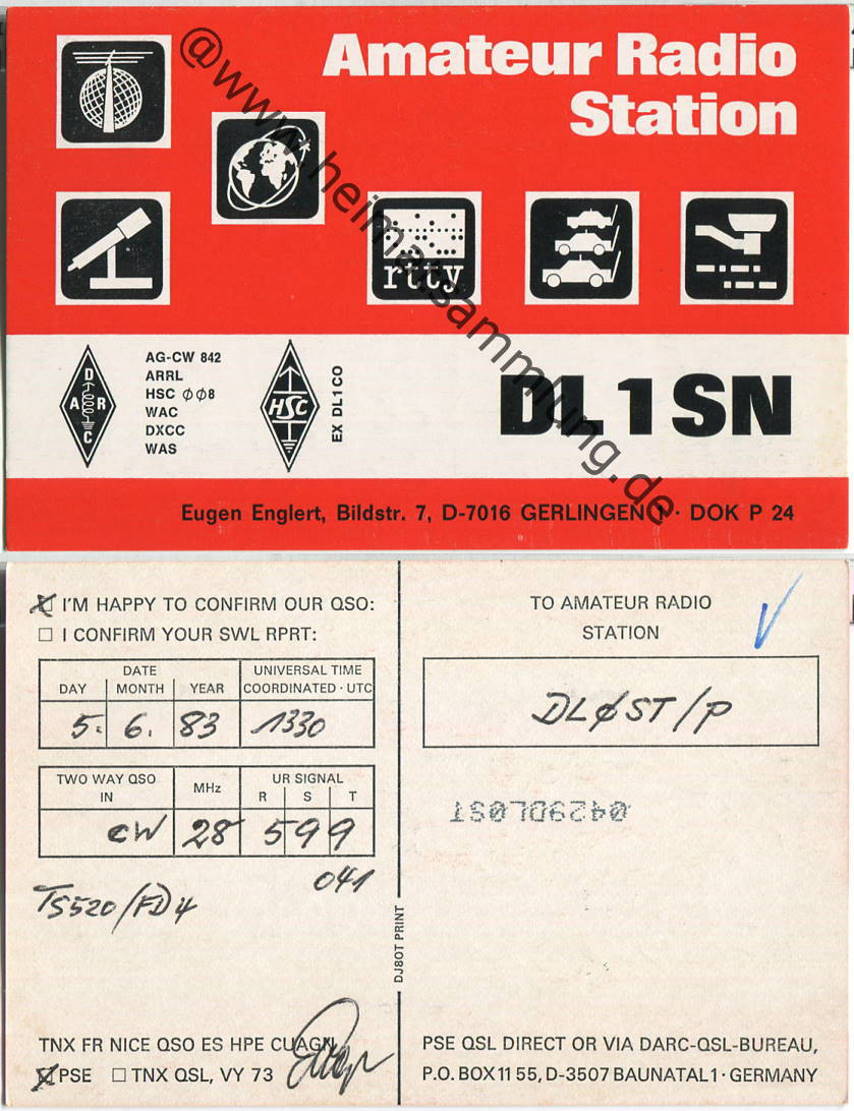 @www.heimatsammlung.de
Amateur Radio
Station
rtty
DARC
AG-CW 842
ARRL
HSC ØØ8
WAC
DXCC
WAS
HSC
EX DL1CO
DL1SN
Eugen Englert, Bildstr. 7, D-7016 GERLINGEN 1 · DOK P 24
I'M HAPPY TO CONFIRM OUR QSO:
☐ I CONFIRM YOUR SWL RPRT:
DATE
DAY MONTH YEAR
UNIVERSAL TIME
COORDINATED · UTC
5. 6. 83 1330
TWO WAY QSO
IN
MHz
UR SIGNAL
R S T
CW 28 599
041
TS520/FD4
TNX FR NICE QSO ES HPE CUAGN
PSE ☐ TNX QSL, VY 73
DJ8OT PRINT
TO AMATEUR RADIO
STATION
DLØST/P
0429DL0ST
PSE QSL DIRECT OR VIA DARC-QSL-BUREAU,
P.O. BOX 11 55, D-3507 BAUNATAL 1 · GERMANY